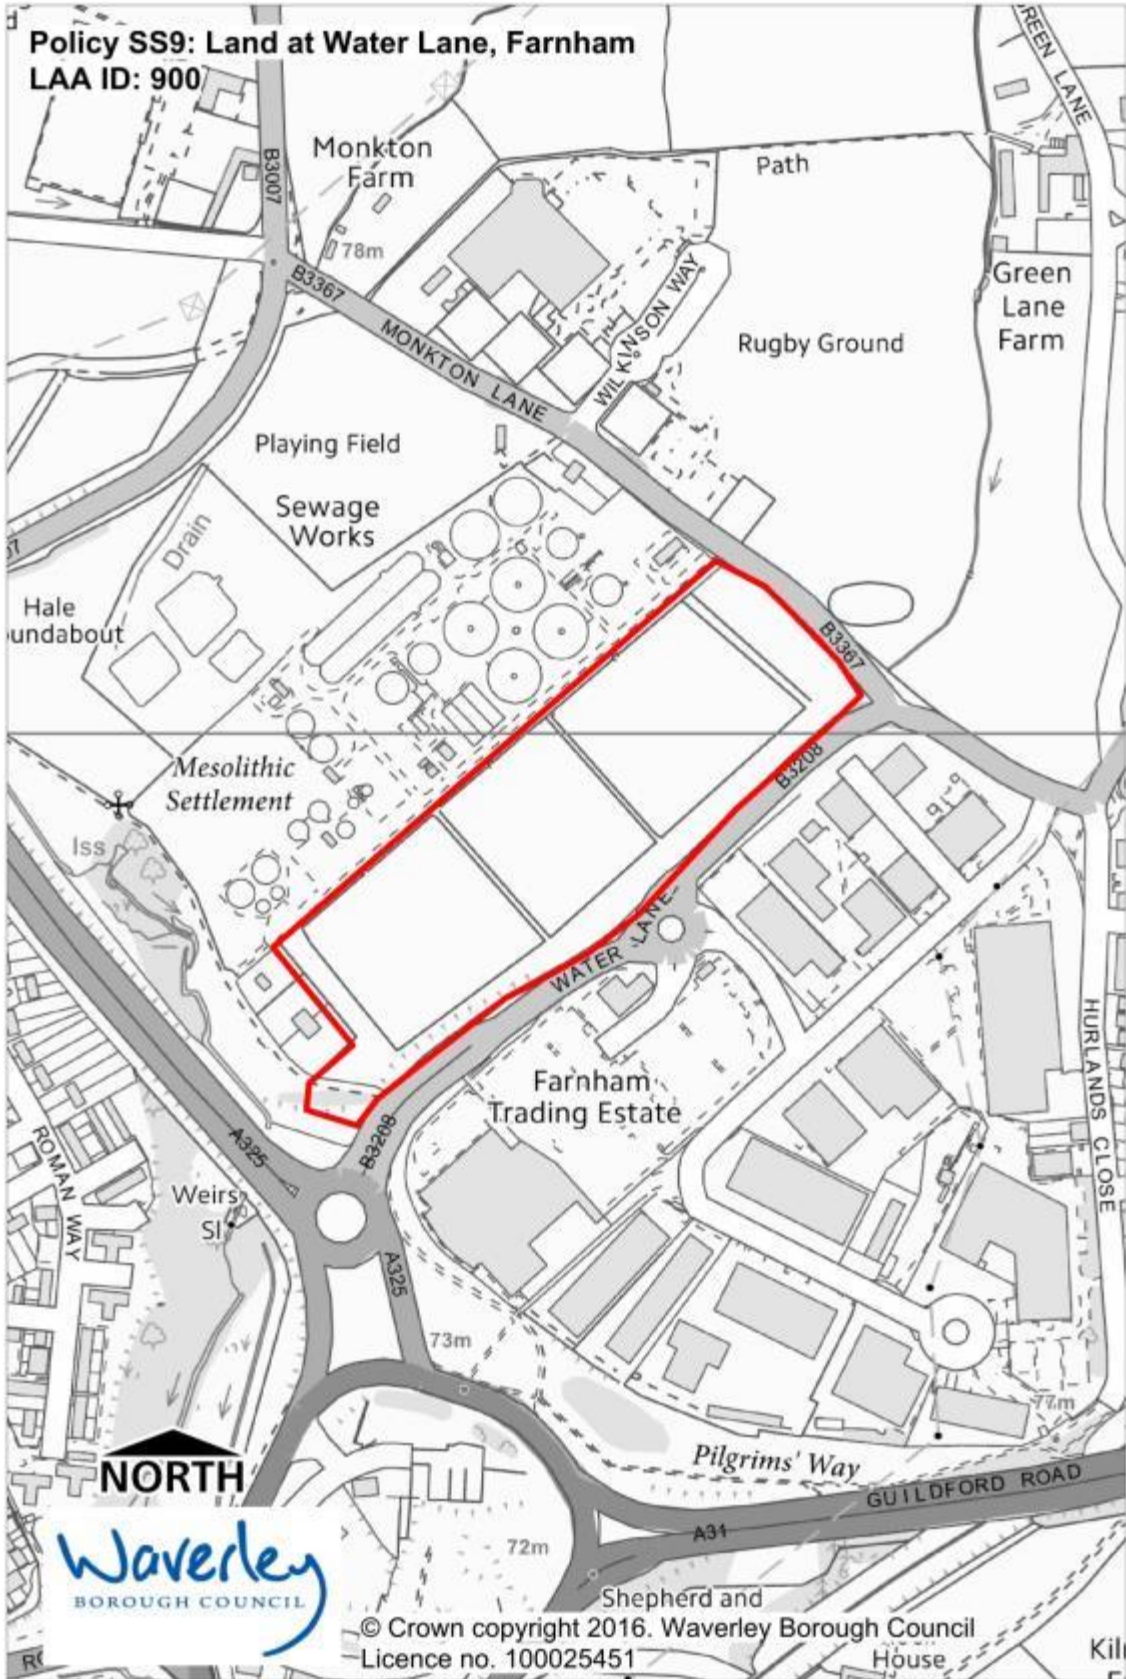 Policy SS9: Land at Water Lane, Farnham
LAA ID: 900
GREEN LANE
B3007
Monkton
Farm
Path
78m
B3367
MONKTON LANE
WILKINSON WAY
Green
Lane
Farm
Rugby Ground
Playing Field
Sewage
Works
Drain
Hale
oundabout
B3367
Mesolithic
Settlement
B3208
Iss
WATER LANE
Farnham
Trading Estate
HURLANDS CLOSE
B3208
A325
ROMAN WAY
Weirs
Sl
A325
73m
77m
Pilgrims' Way
NORTH
GUILDFORD ROAD
A31
Waverley
BOROUGH COUNCIL
72m
Shepherd and
House
© Crown copyright 2016. Waverley Borough Council
Licence no. 100025451